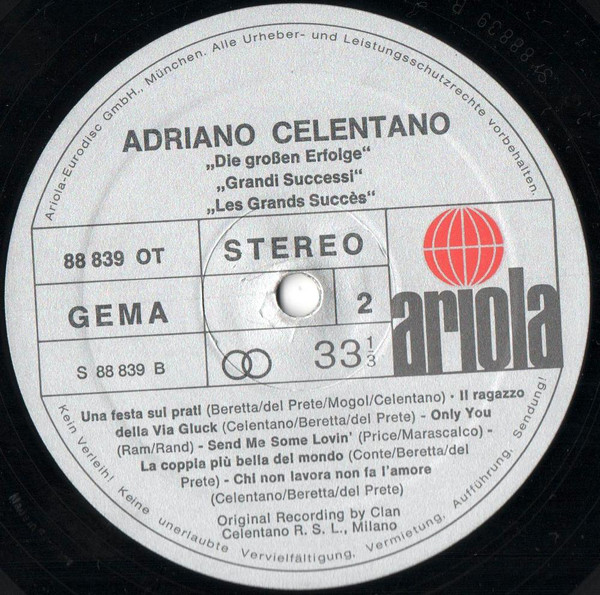 Ariola-Eurodisc GmbH., München. Alle Urheber- und Leistungsschutzrechte vorbehalten.
ADRIANO CELENTANO
„Die großen Erfolge“
„Grandi Successi“
„Les Grands Succès“
88 839 OT
STEREO
GEMA
2
ariola
S 88 839 B
33 1/3
Una festa sui prati (Beretta/del Prete/Mogol/Celentano) - Il ragazzo
della Via Gluck (Celentano/Beretta/del Prete) - Only You
(Ram/Rand) - Send Me Some Lovin' (Price/Marascalco) -
La coppia più bella del mondo (Conte/Beretta/del
Prete) - Chi non lavora non fa l'amore
(Celentano/Beretta/del Prete)
Original Recording by Clan
Celentano R. S. L., Milano
Kein Verleih! Keine unerlaubte Vervielfältigung, Vermietung, Aufführung, Sendung!